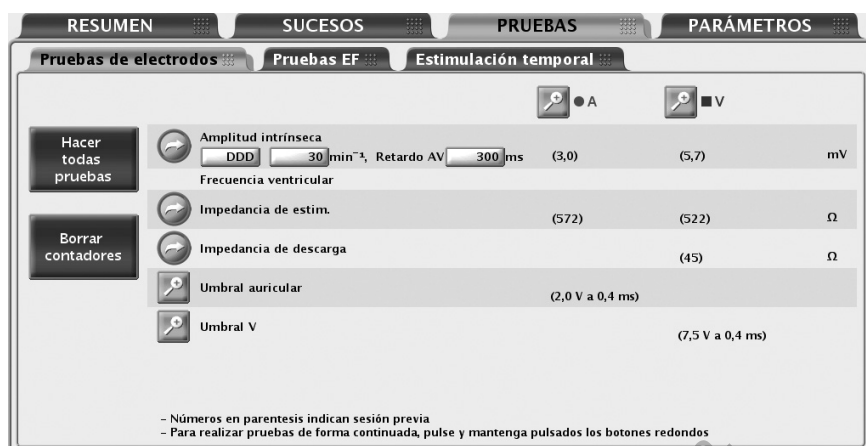 RESUMEN SUCESOS PRUEBAS PARÁMETROS
Pruebas de electrodos Pruebas EF Estimulación temporal
● A ■ V
Hacer todas pruebas
Amplitud intrínseca
DDD 30 min⁻¹, Retardo AV 300 ms (3,0) (5,7) mV
Frecuencia ventricular
Impedancia de estim. (572) (522) Ω
Borrar contadores
Impedancia de descarga (45) Ω
Umbral auricular (2,0 V a 0,4 ms)
Umbral V (7,5 V a 0,4 ms)
– Números en parentesis indican sesión previa
– Para realizar pruebas de forma continuada, pulse y mantenga pulsados los botones redondos